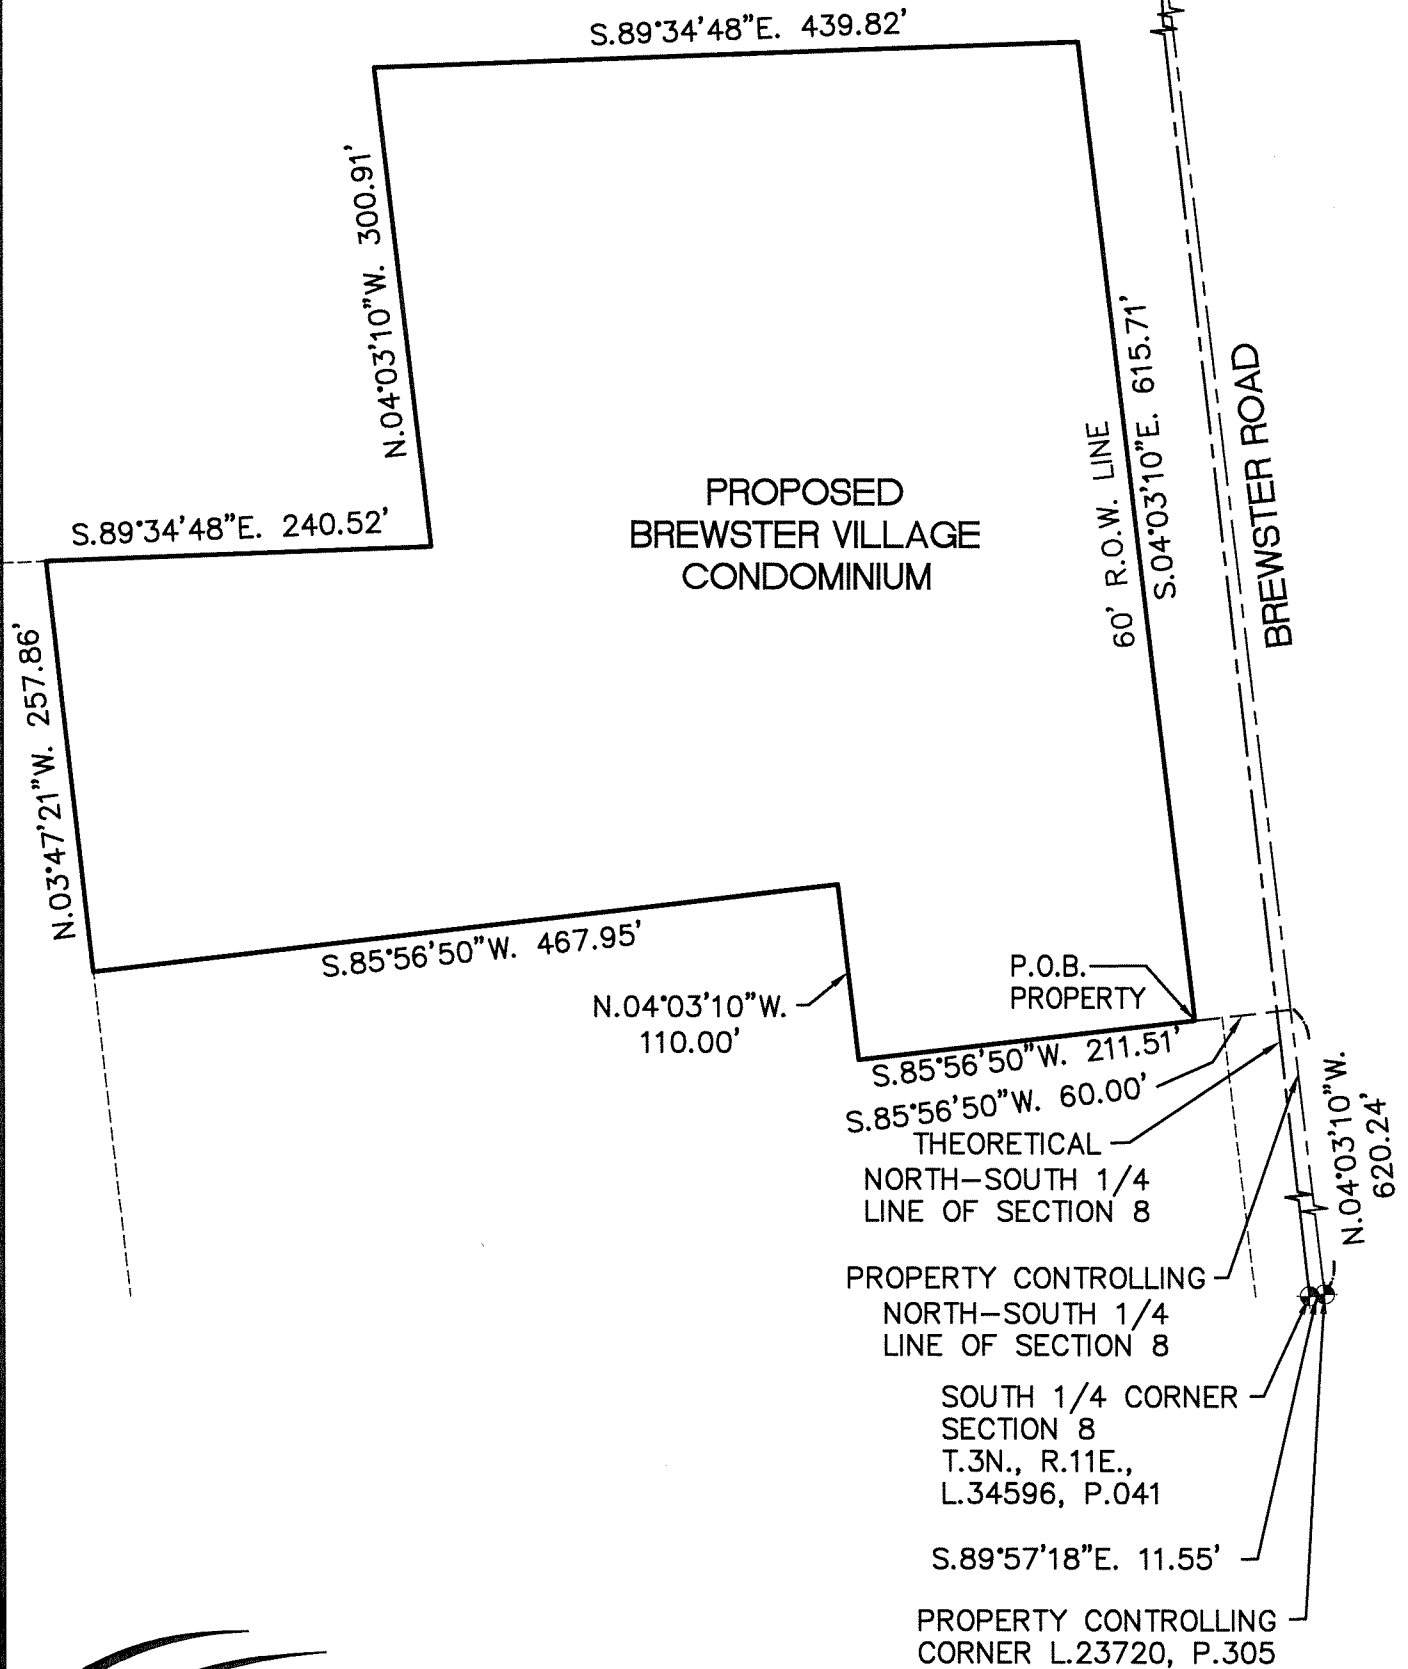 S.89°34'48"E. 439.82'
N.04°03'10"W. 300.91'
S.89°34'48"E. 240.52'
PROPOSED
BREWSTER VILLAGE
CONDOMINIUM
60' R.O.W. LINE
S.04°03'10"E. 615.71'
BREWSTER ROAD
N.03°47'21"W. 257.86'
S.85°56'50"W. 467.95'
N.04°03'10"W.
110.00'
P.O.B.
PROPERTY
S.85°56'50"W. 211.51'
S.85°56'50"W. 60.00'
THEORETICAL
NORTH-SOUTH 1/4
LINE OF SECTION 8
N.04°03'10"W.
620.24'
PROPERTY CONTROLLING
NORTH-SOUTH 1/4
LINE OF SECTION 8
SOUTH 1/4 CORNER
SECTION 8
T.3N., R.11E.,
L.34596, P.041
S.89°57'18"E. 11.55'
PROPERTY CONTROLLING
CORNER L.23720, P.305